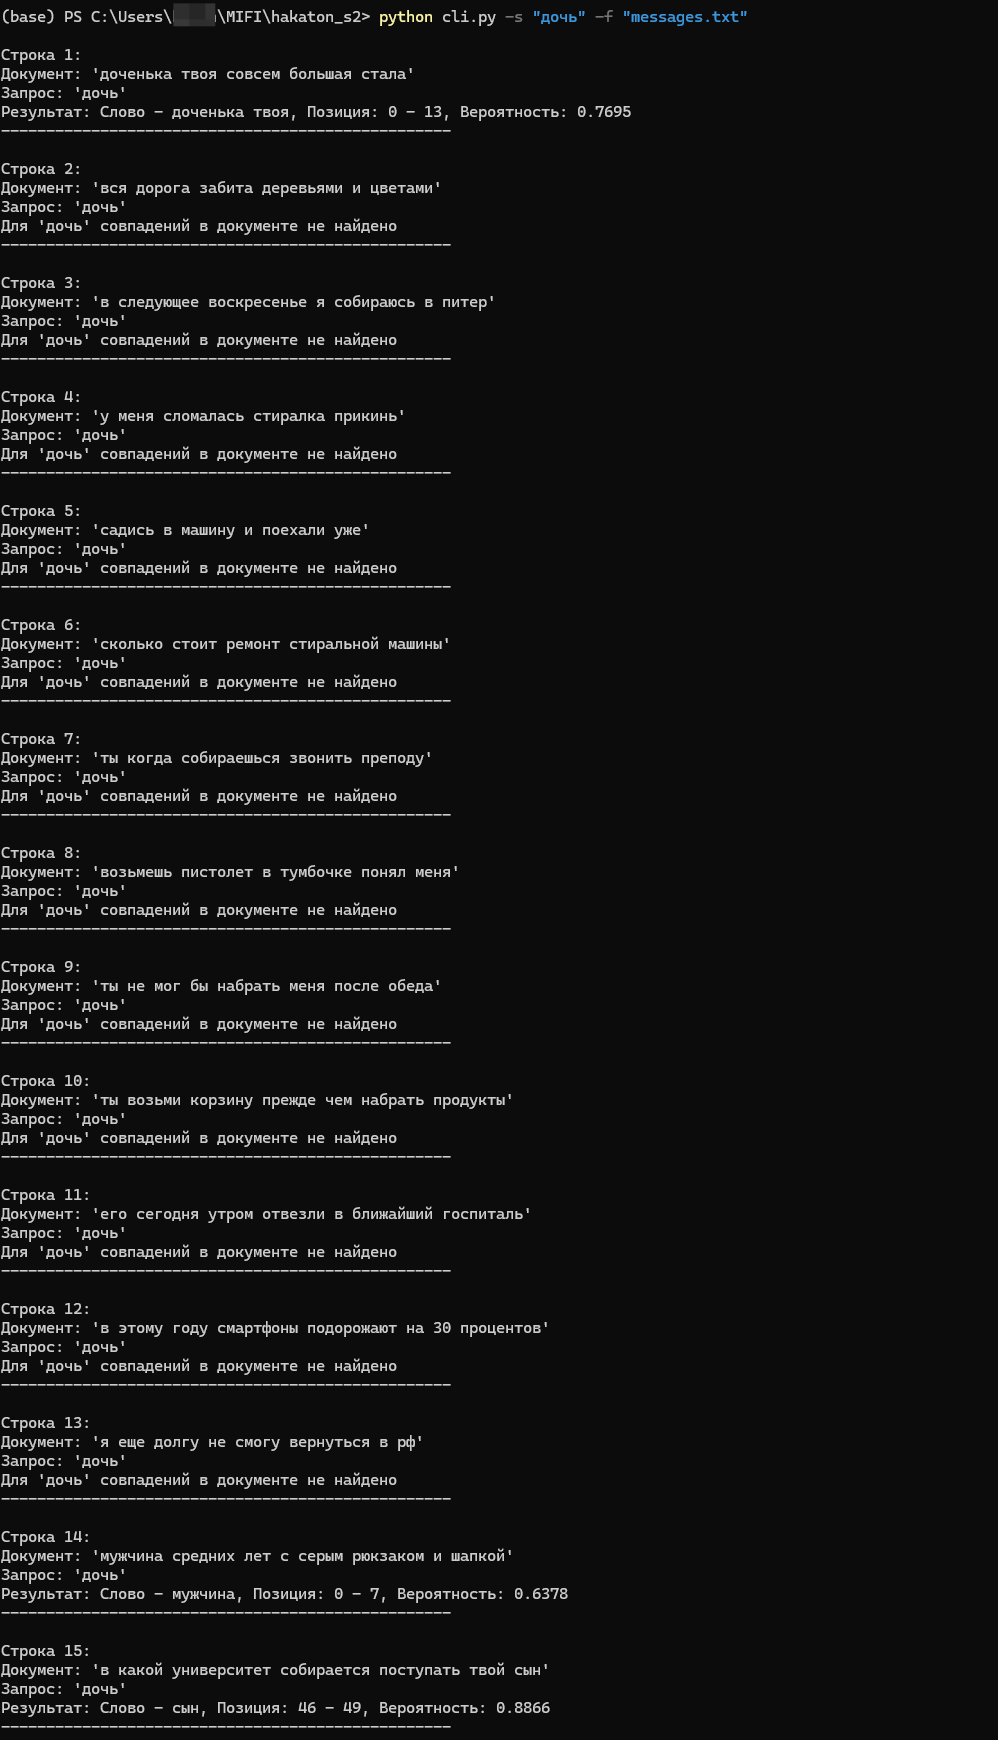 (base) PS C:\Users\ \MIFI\hakaton_s2> python cli.py -s "дочь" -f "messages.txt"
Строка 1:
Документ: 'доченька твоя совсем большая стала'
Запрос: 'дочь'
Результат: Слово - доченька твоя, Позиция: 0 - 13, Вероятность: 0.7695
--------------------------------------------------
Строка 2:
Документ: 'вся дорога забита деревьями и цветами'
Запрос: 'дочь'
Для 'дочь' совпадений в документе не найдено
--------------------------------------------------
Строка 3:
Документ: 'в следующее воскресенье я собираюсь в питер'
Запрос: 'дочь'
Для 'дочь' совпадений в документе не найдено
--------------------------------------------------
Строка 4:
Документ: 'у меня сломалась стиралка прикинь'
Запрос: 'дочь'
Для 'дочь' совпадений в документе не найдено
--------------------------------------------------
Строка 5:
Документ: 'садись в машину и поехали уже'
Запрос: 'дочь'
Для 'дочь' совпадений в документе не найдено
--------------------------------------------------
Строка 6:
Документ: 'сколько стоит ремонт стиральной машины'
Запрос: 'дочь'
Для 'дочь' совпадений в документе не найдено
--------------------------------------------------
Строка 7:
Документ: 'ты когда собираешься звонить преподу'
Запрос: 'дочь'
Для 'дочь' совпадений в документе не найдено
--------------------------------------------------
Строка 8:
Документ: 'возьмешь пистолет в тумбочке понял меня'
Запрос: 'дочь'
Для 'дочь' совпадений в документе не найдено
--------------------------------------------------
Строка 9:
Документ: 'ты не мог бы набрать меня после обеда'
Запрос: 'дочь'
Для 'дочь' совпадений в документе не найдено
--------------------------------------------------
Строка 10:
Документ: 'ты возьми корзину прежде чем набрать продукты'
Запрос: 'дочь'
Для 'дочь' совпадений в документе не найдено
--------------------------------------------------
Строка 11:
Документ: 'его сегодня утром отвезли в ближайший госпиталь'
Запрос: 'дочь'
Для 'дочь' совпадений в документе не найдено
--------------------------------------------------
Строка 12:
Документ: 'в этому году смартфоны подорожают на 30 процентов'
Запрос: 'дочь'
Для 'дочь' совпадений в документе не найдено
--------------------------------------------------
Строка 13:
Документ: 'я еще долгу не смогу вернуться в рф'
Запрос: 'дочь'
Для 'дочь' совпадений в документе не найдено
--------------------------------------------------
Строка 14:
Документ: 'мужчина средних лет с серым рюкзаком и шапкой'
Запрос: 'дочь'
Результат: Слово - мужчина, Позиция: 0 - 7, Вероятность: 0.6378
--------------------------------------------------
Строка 15:
Документ: 'в какой университет собирается поступать твой сын'
Запрос: 'дочь'
Результат: Слово - сын, Позиция: 46 - 49, Вероятность: 0.8866
--------------------------------------------------